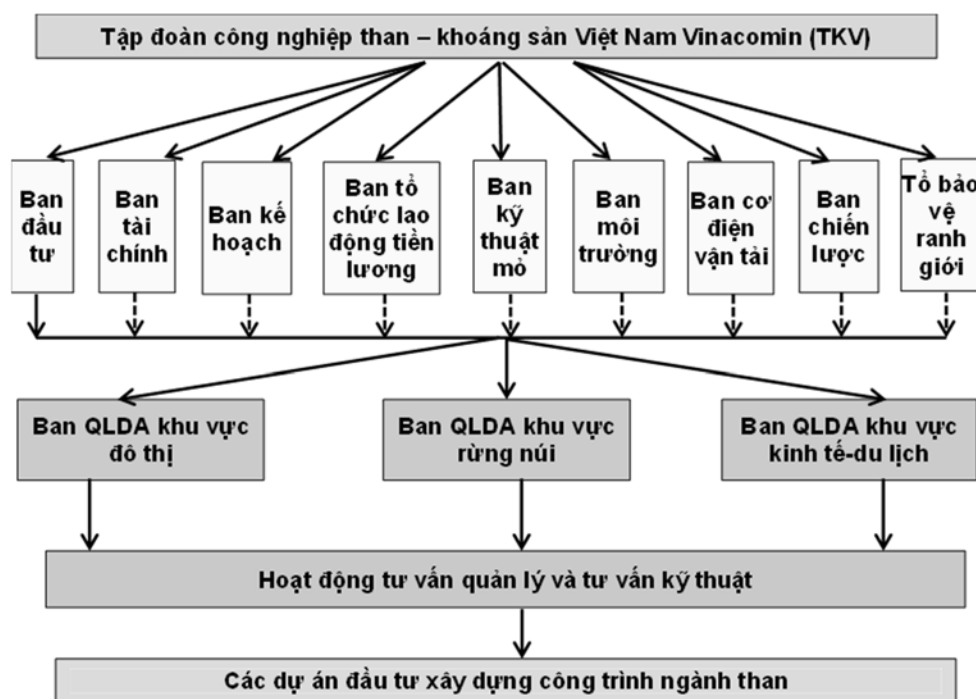 Tập đoàn công nghiệp than – khoáng sản Việt Nam Vinacomin (TKV)
Ban
đầu
tư
Ban
tài
chính
Ban kế
hoạch
Ban tổ
chức lao
động tiền
lương
Ban
kỹ
thuật
mỏ
Ban
môi
trường
Ban cơ
điện
vận tải
Ban
chiến
lược
Tổ bảo
vệ
ranh
giới
Ban QLDA khu vực
đô thị
Ban QLDA khu vực
rừng núi
Ban QLDA khu vực
kinh tế-du lịch
Hoạt động tư vấn quản lý và tư vấn kỹ thuật
Các dự án đầu tư xây dựng công trình ngành than